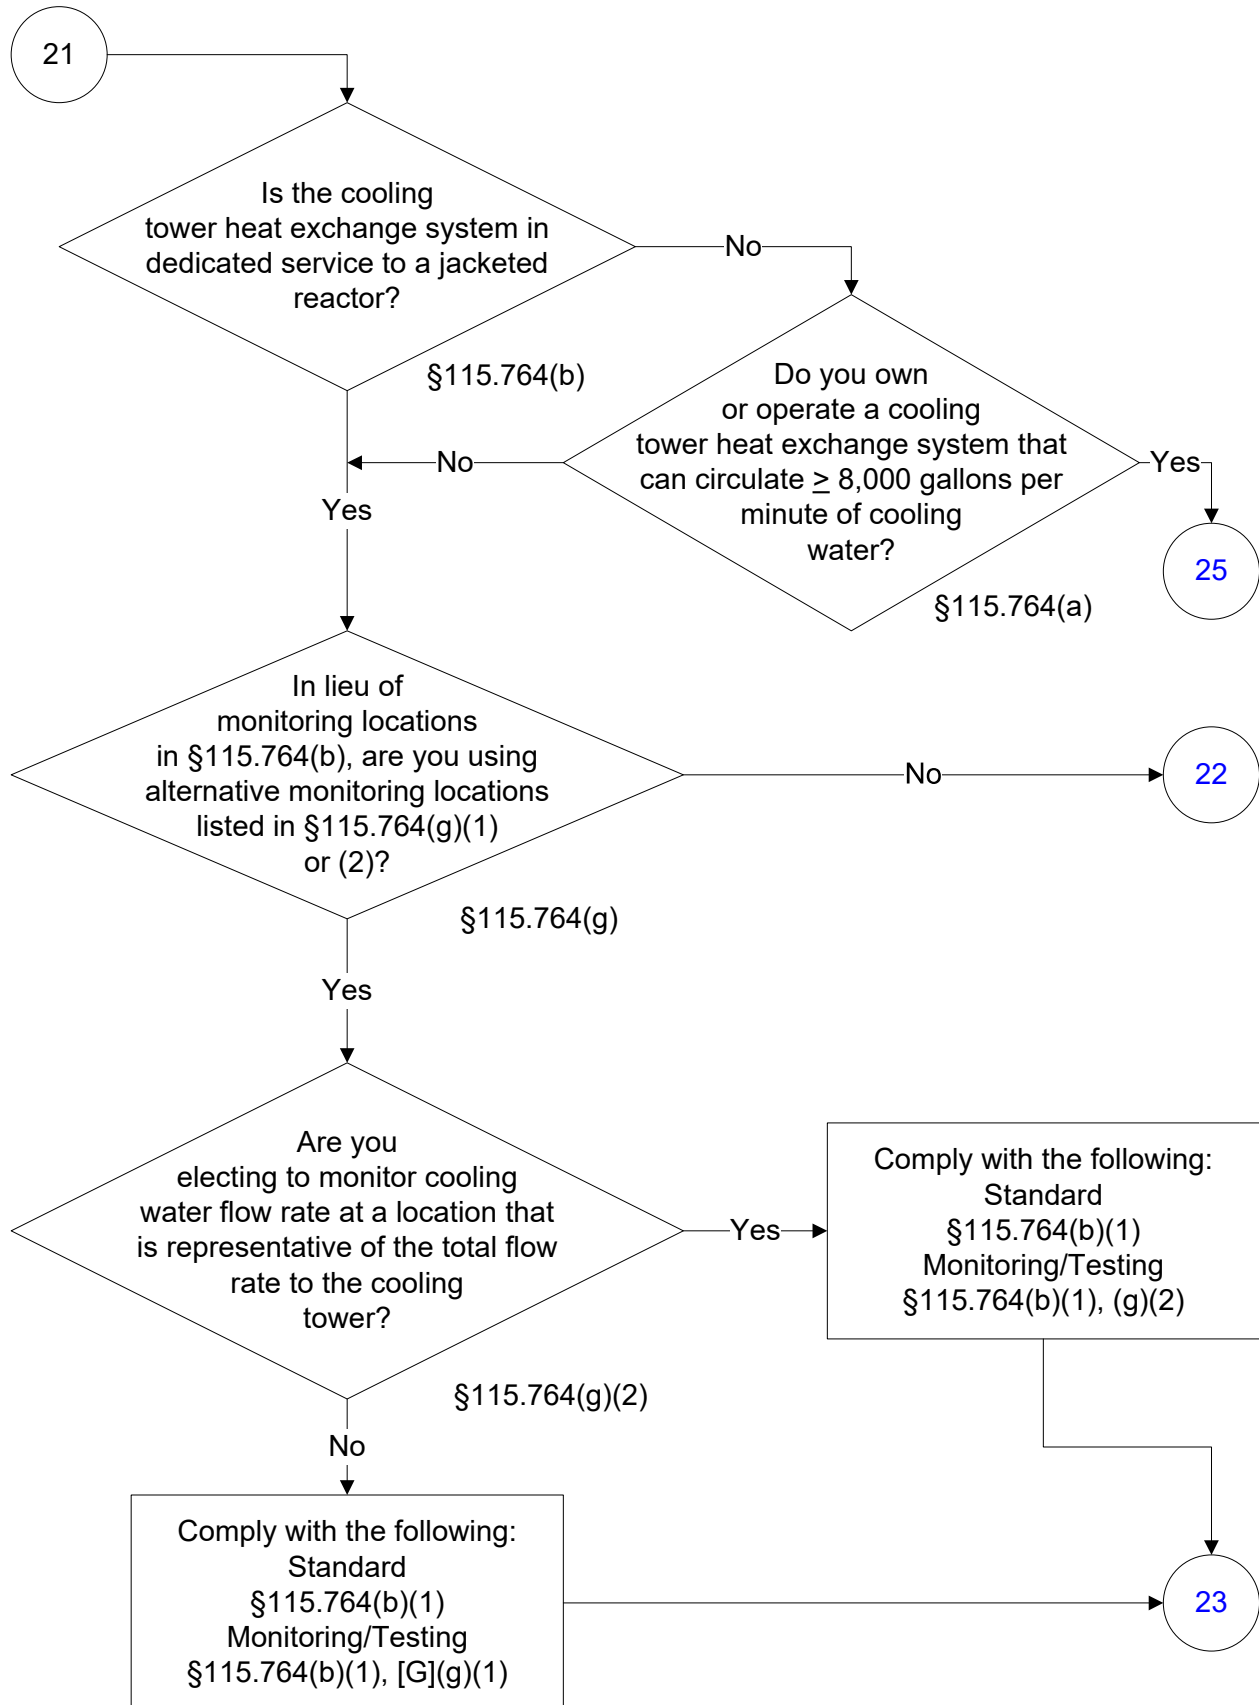 21
Is the cooling
tower heat exchange system in
dedicated service to a jacketed
reactor?
No
§115.764(b)
Do you own
or operate a cooling
tower heat exchange system that
can circulate ≥ 8,000 gallons per
minute of cooling
water?
No
Yes
Yes
25
§115.764(a)
In lieu of
monitoring locations
in §115.764(b), are you using
alternative monitoring locations
listed in §115.764(g)(1)
or (2)?
No
22
§115.764(g)
Yes
Are you
electing to monitor cooling
water flow rate at a location that
is representative of the total flow
rate to the cooling
tower?
Yes
Comply with the following:
Standard
§115.764(b)(1)
Monitoring/Testing
§115.764(b)(1), (g)(2)
§115.764(g)(2)
No
Comply with the following:
Standard
§115.764(b)(1)
Monitoring/Testing
§115.764(b)(1), [G](g)(1)
23